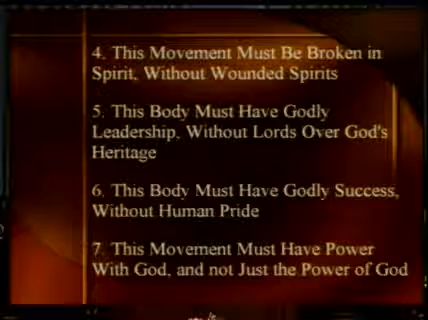 4. This Movement Must Be Broken in
Spirit, Without Wounded Spirits
5. This Body Must Have Godly
Leadership, Without Lords Over God's
Heritage
6. This Body Must Have Godly Success,
Without Human Pride
7. This Movement Must Have Power
With God, and not Just the Power of God